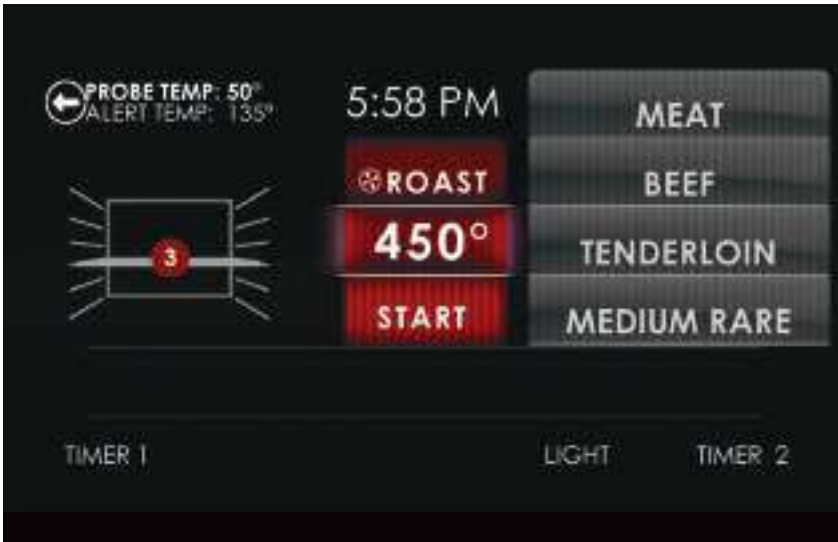 PROBE TEMP: 50°
ALERT TEMP: 135°
5:58 PM
ROAST
450°
START
MEAT
BEEF
TENDERLOIN
MEDIUM RARE
3
TIMER 1
LIGHT
TIMER 2